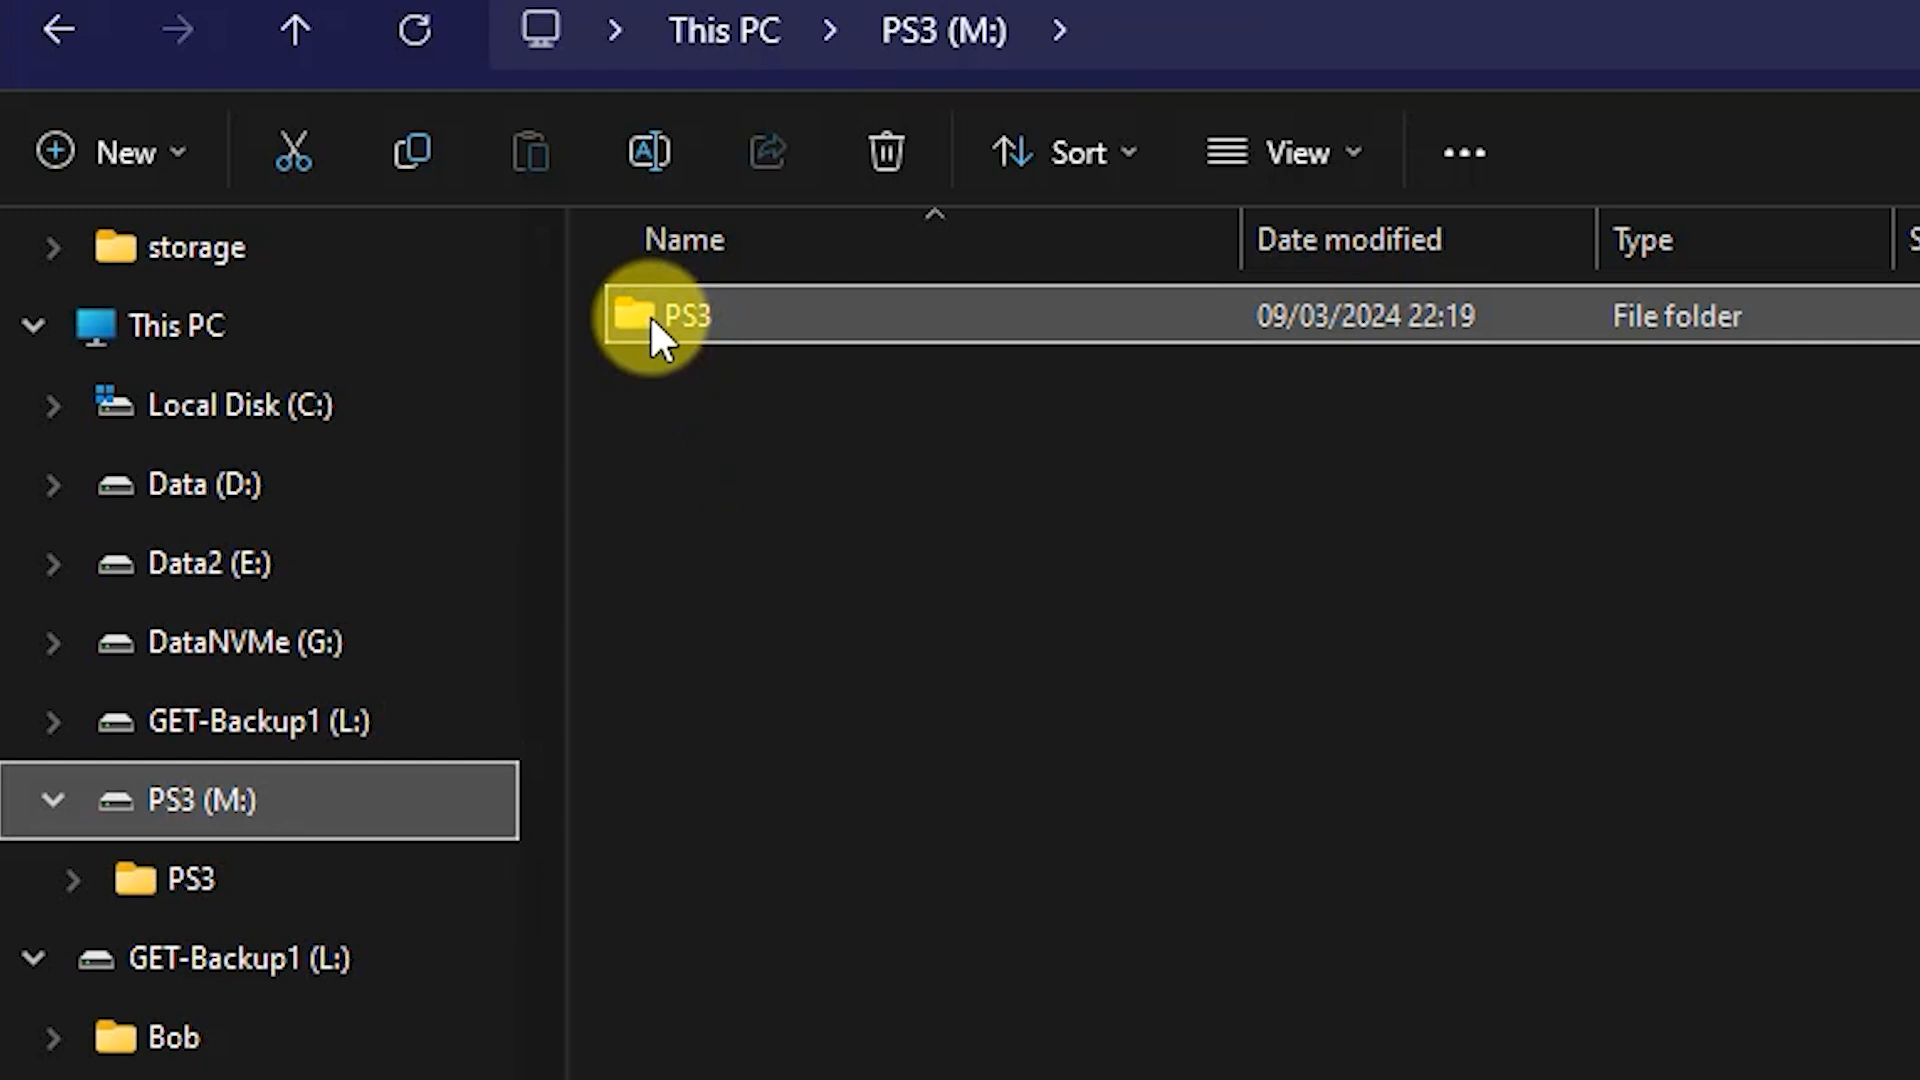 This PC
PS3 (M:)
New
Sort
View
Name
Date modified
Type
PS3
09/03/2024 22:19
File folder
storage
This PC
Local Disk (C:)
Data (D:)
Data2 (E:)
DataNVMe (G:)
GET-Backup1 (L:)
PS3 (M:)
PS3
GET-Backup1 (L:)
Bob